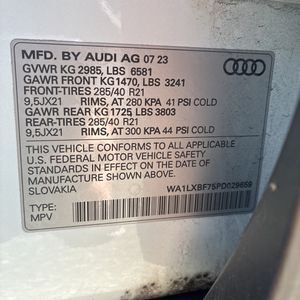 MFD. BY AUDI AG 07 23
GVWR KG 2985, LBS 6581
GAWR FRONT KG1470, LBS 3241
FRONT-TIRES 285/40 R21
9,5JX21 RIMS, AT 280 KPA 41 PSI COLD
GAWR REAR KG 1725 LBS 3803
REAR-TIRES 285/40 R21
9,5JX21 RIMS, AT 300 KPA 44 PSI COLD
THIS VEHICLE CONFORMS TO ALL APPLICABLE
U.S. FEDERAL MOTOR VEHICLE SAFETY STANDARDS
IN EFFECT ON THE DATE OF
MANUFACTURE SHOWN ABOVE.
SLOVAKIA WA1LXBF75PD029659
TYPE:
MPV